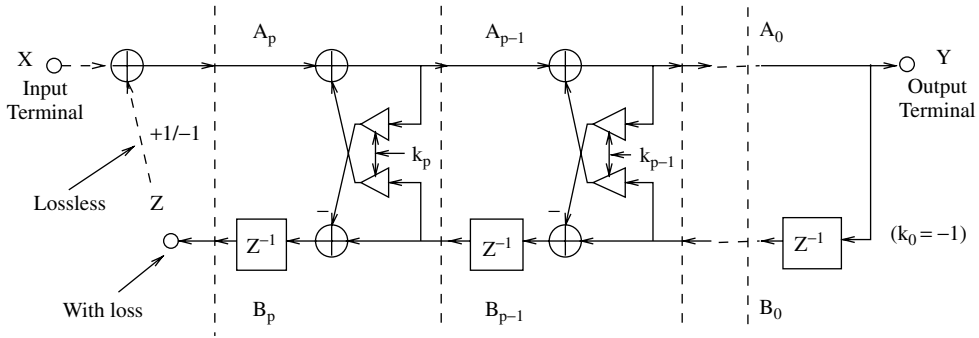 A_p
A_{p-1}
A_0
X
Y
Input
Terminal
Output
Terminal
+1/−1
k_p
k_{p-1}
Lossless
Z
−
−
Z^{-1}
Z^{-1}
Z^{-1}
(k_0 = −1)
With loss
B_p
B_{p-1}
B_0